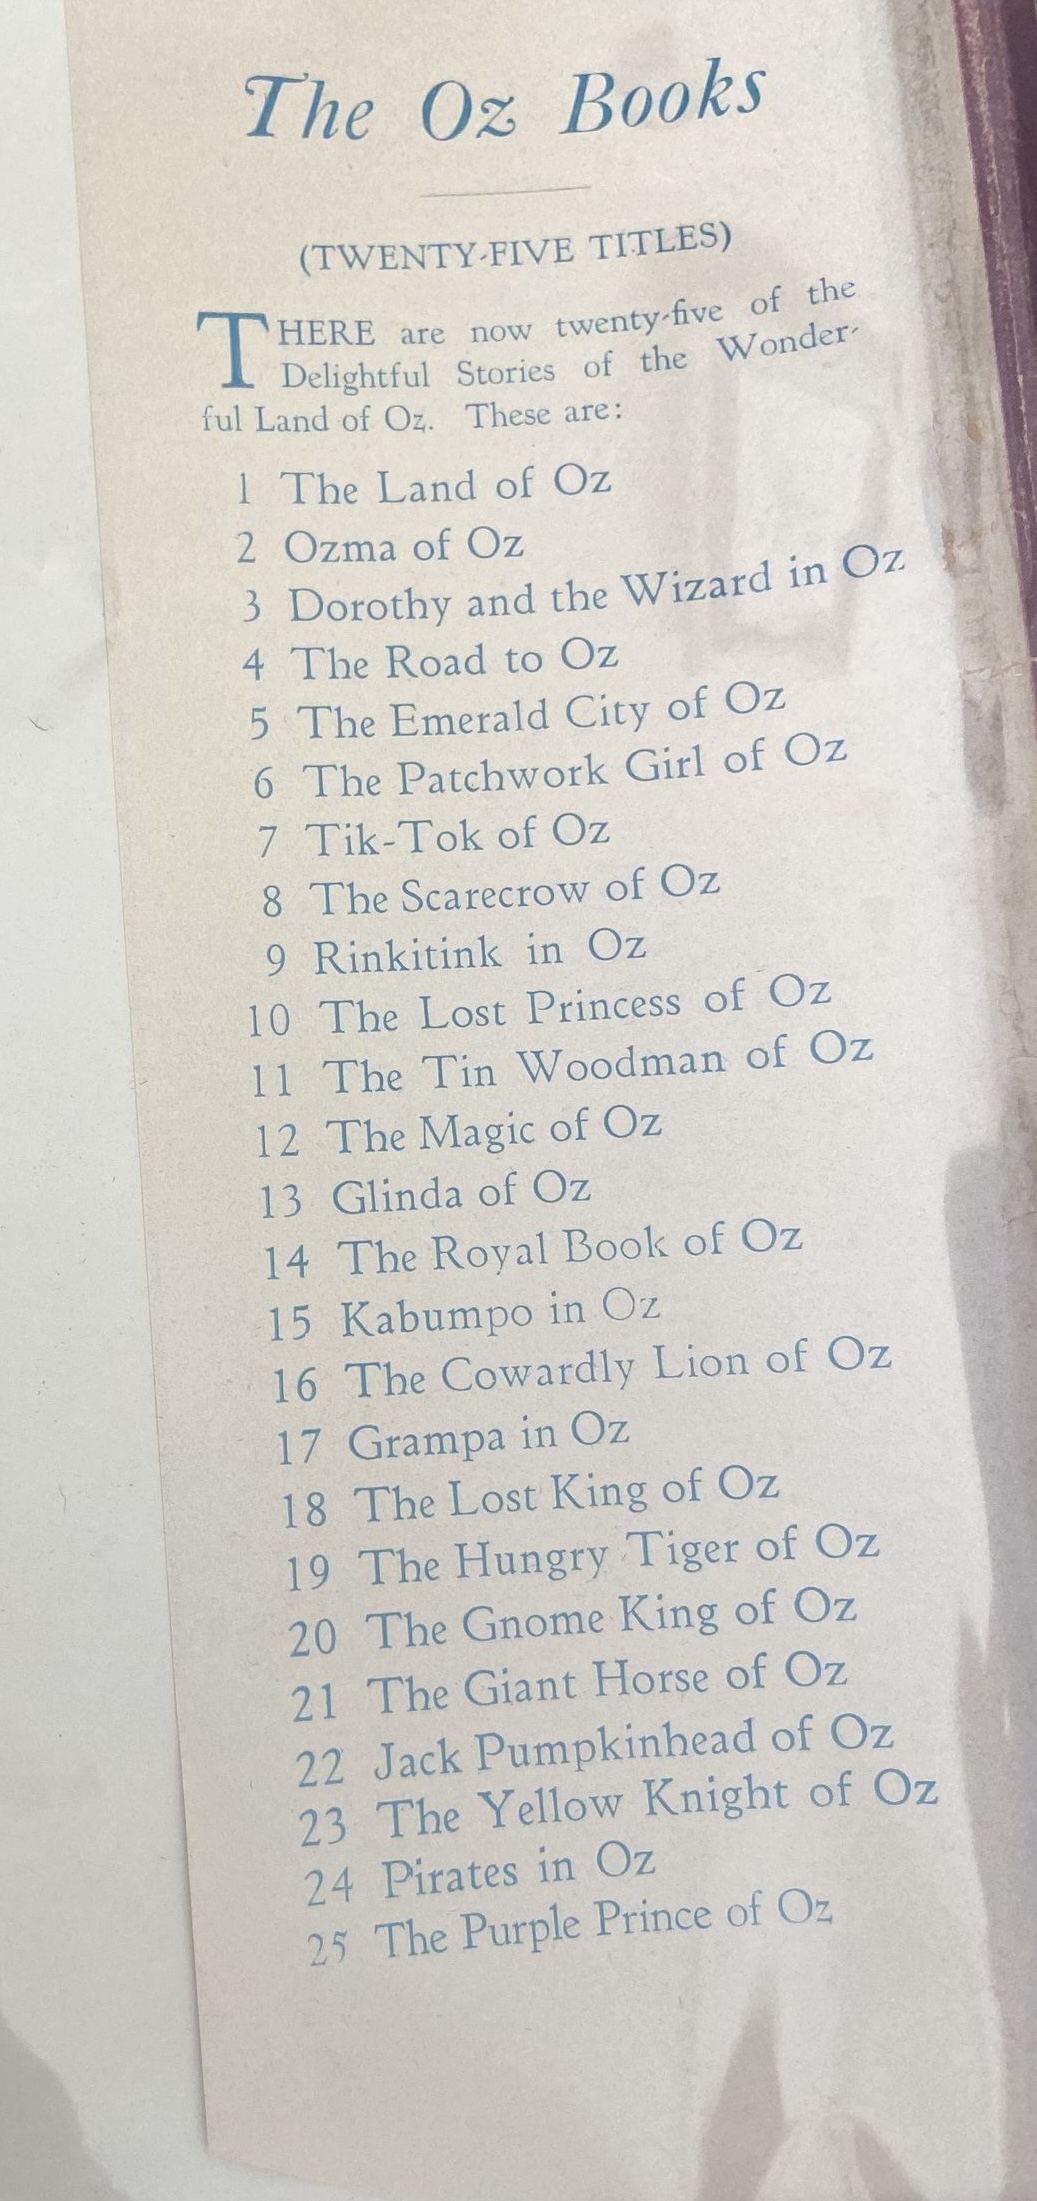 The Oz Books
(TWENTY-FIVE TITLES)
THERE are now twenty-five of the
Delightful Stories of the Wonder-
ful Land of Oz. These are:
1 The Land of Oz
2 Ozma of Oz
3 Dorothy and the Wizard in Oz
4 The Road to Oz
5 The Emerald City of Oz
6 The Patchwork Girl of Oz
7 Tik-Tok of Oz
8 The Scarecrow of Oz
9 Rinkitink in Oz
10 The Lost Princess of Oz
11 The Tin Woodman of Oz
12 The Magic of Oz
13 Glinda of Oz
14 The Royal Book of Oz
15 Kabumpo in Oz
16 The Cowardly Lion of Oz
17 Grampa in Oz
18 The Lost King of Oz
19 The Hungry Tiger of Oz
20 The Gnome King of Oz
21 The Giant Horse of Oz
22 Jack Pumpkinhead of Oz
23 The Yellow Knight of Oz
24 Pirates in Oz
25 The Purple Prince of Oz